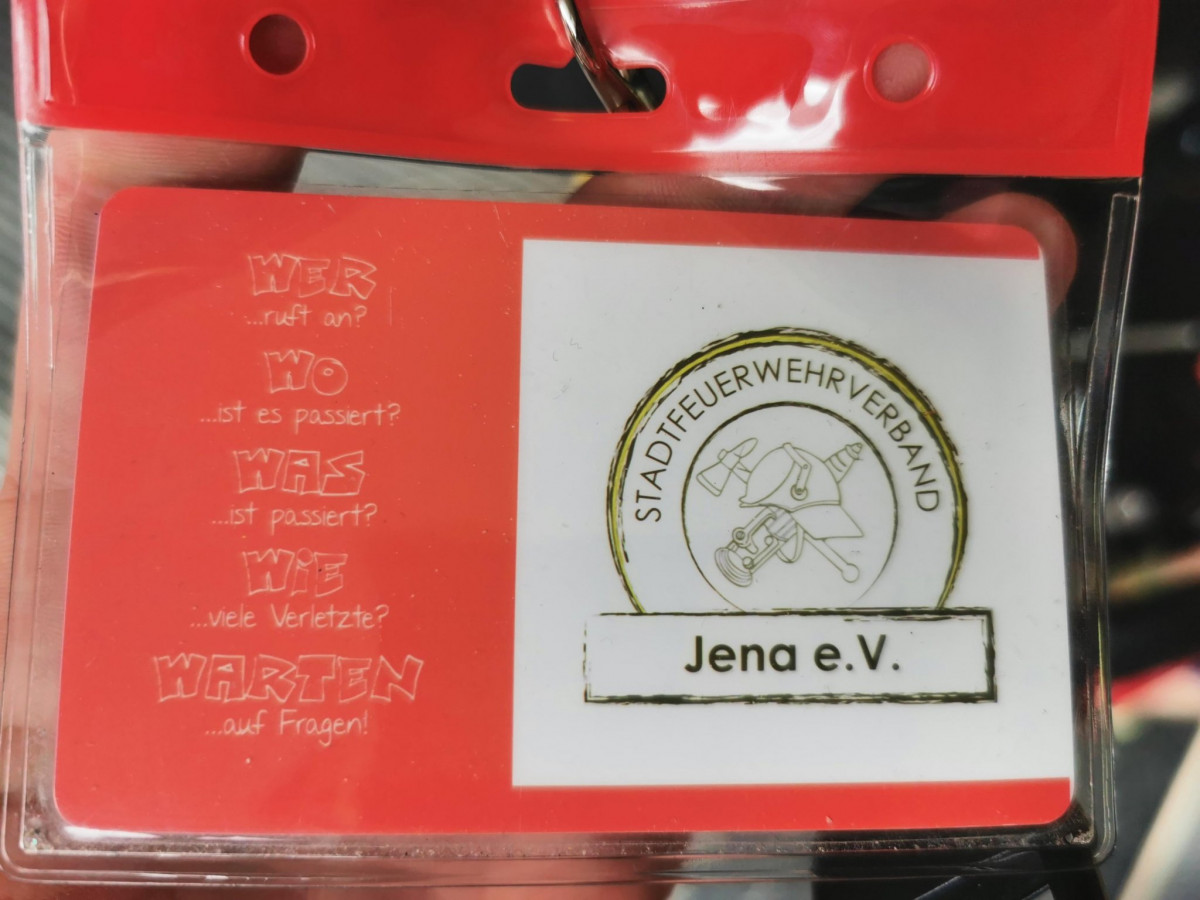 WER
...ruft an?
WO
...ist es passiert?
WAS
...ist passiert?
WiE
...viele Verletzte?
WARTEN
...auf Fragen!
STADTFEUERWEHRVERBAND
Jena e.V.